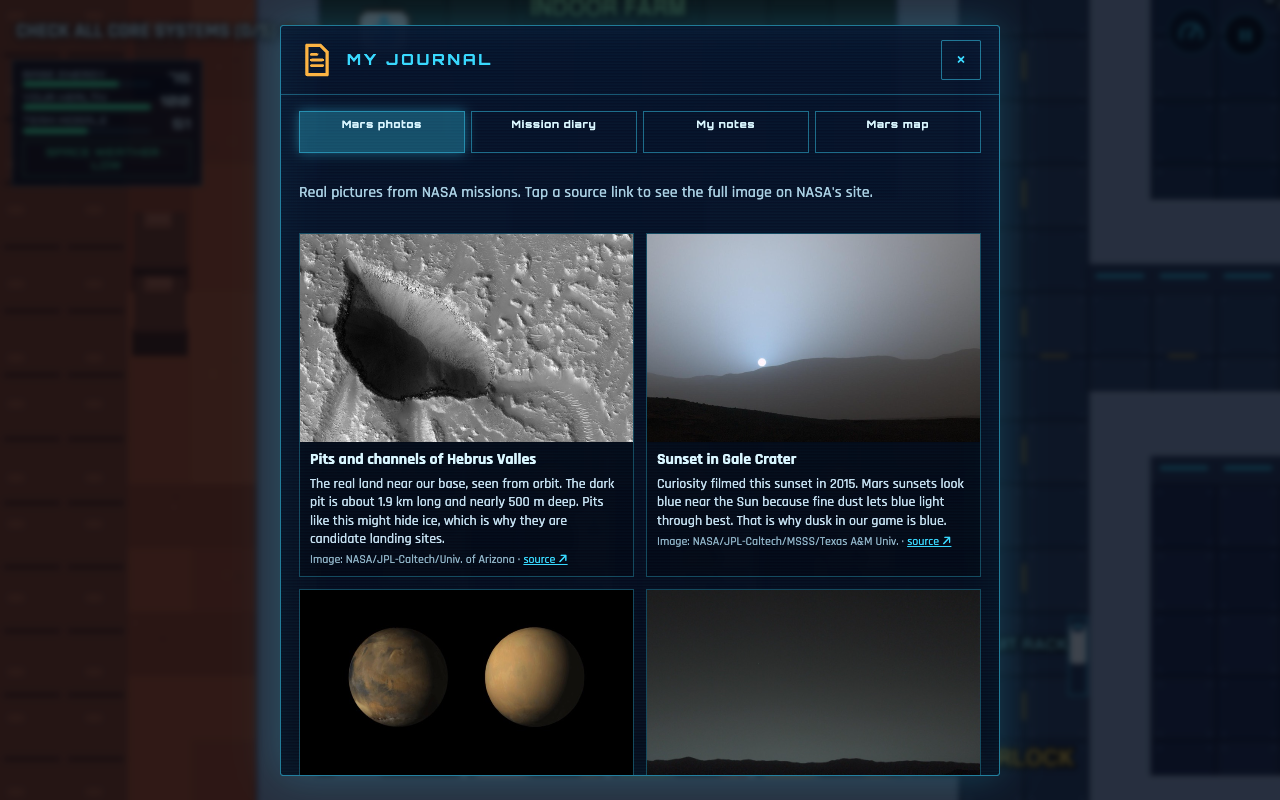 INDOOR FARM
CHECK ALL CORE SYSTEMS
MY JOURNAL
×
Mars photos
Mission diary
My notes
Mars map
Real pictures from NASA missions. Tap a source link to see the full image on NASA's site.
Pits and channels of Hebrus Valles
The real land near our base, seen from orbit. The dark
pit is about 1.9 km long and nearly 500 m deep. Pits
like this might hide ice, which is why they are
candidate landing sites.
Image: NASA/JPL-Caltech/Univ. of Arizona · source ↗
Sunset in Gale Crater
Curiosity filmed this sunset in 2015. Mars sunsets look
blue near the Sun because fine dust lets blue light
through best. That is why dusk in our game is blue.
Image: NASA/JPL-Caltech/MSSS/Texas A&M Univ. · source ↗